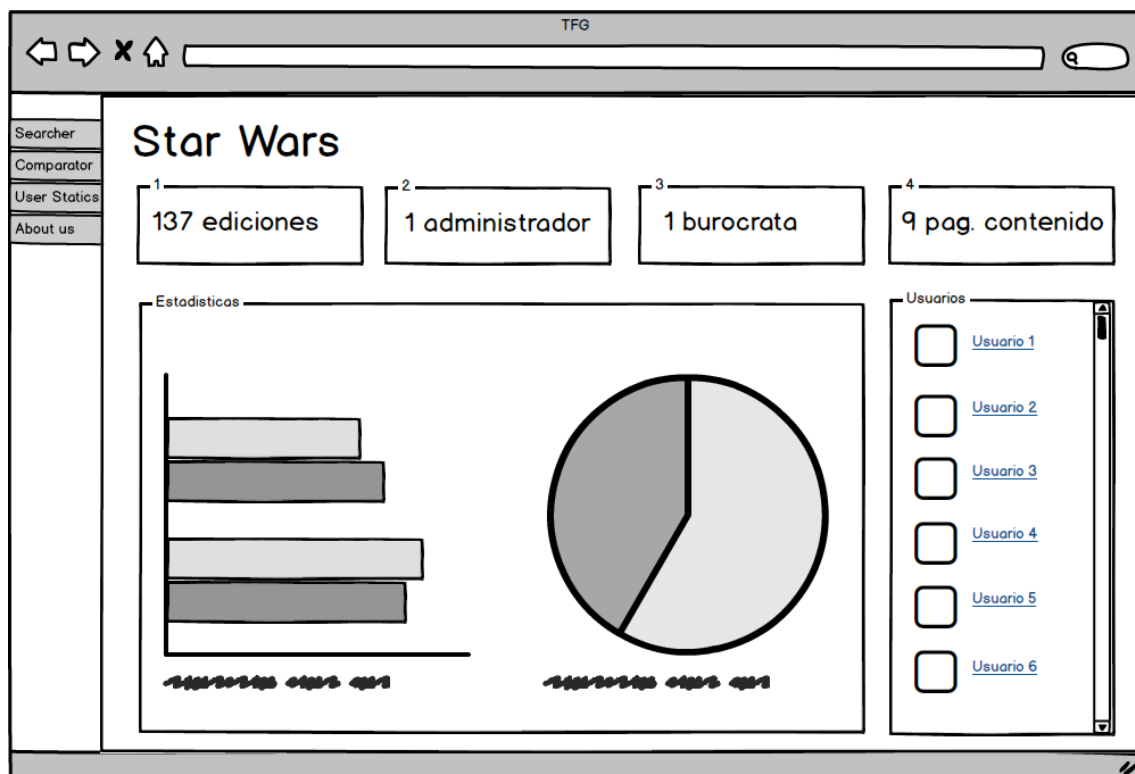 TFG
Searcher
Comparator
User Statics
About us
Star Wars
1
137 ediciones
2
1 administrador
3
1 burocrata
4
9 pag. contenido
Estadisticas
Usuarios
Usuario 1
Usuario 2
Usuario 3
Usuario 4
Usuario 5
Usuario 6